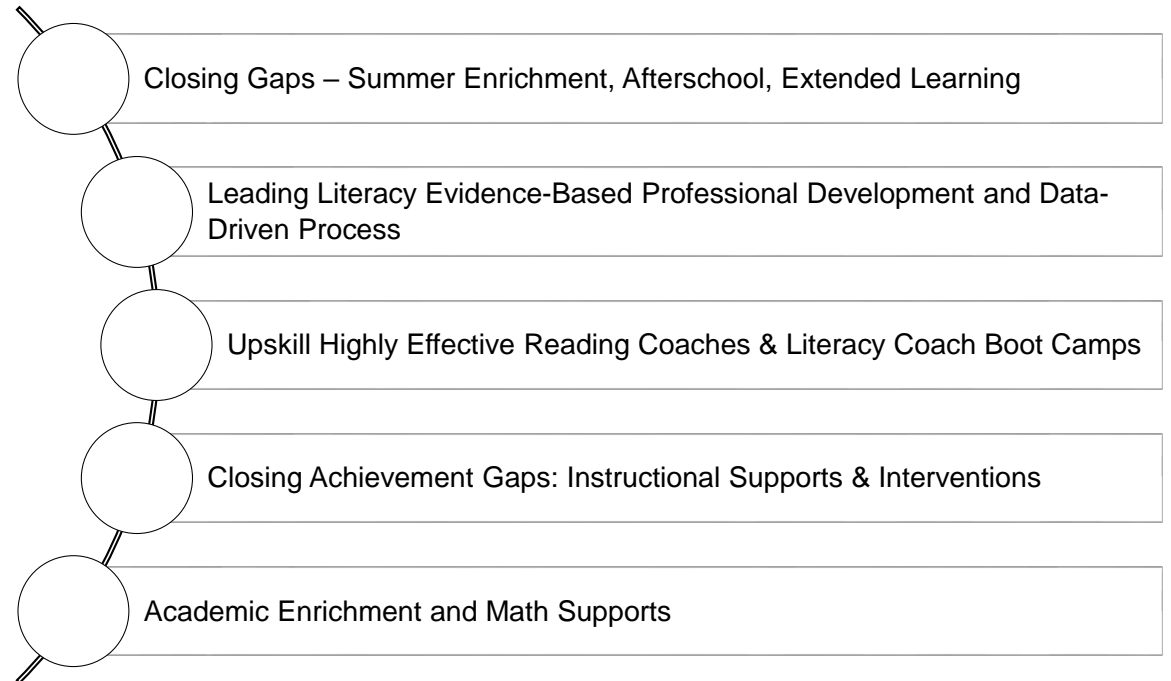 Closing Gaps – Summer Enrichment, Afterschool, Extended Learning
Leading Literacy Evidence-Based Professional Development and Data-
Driven Process
Upskill Highly Effective Reading Coaches & Literacy Coach Boot Camps
Closing Achievement Gaps: Instructional Supports & Interventions
Academic Enrichment and Math Supports